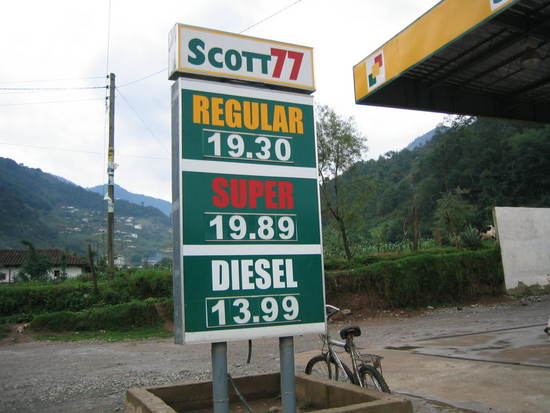 SCOTT77
REGULAR
19.30
SUPER
19.89
DIESEL
13.99